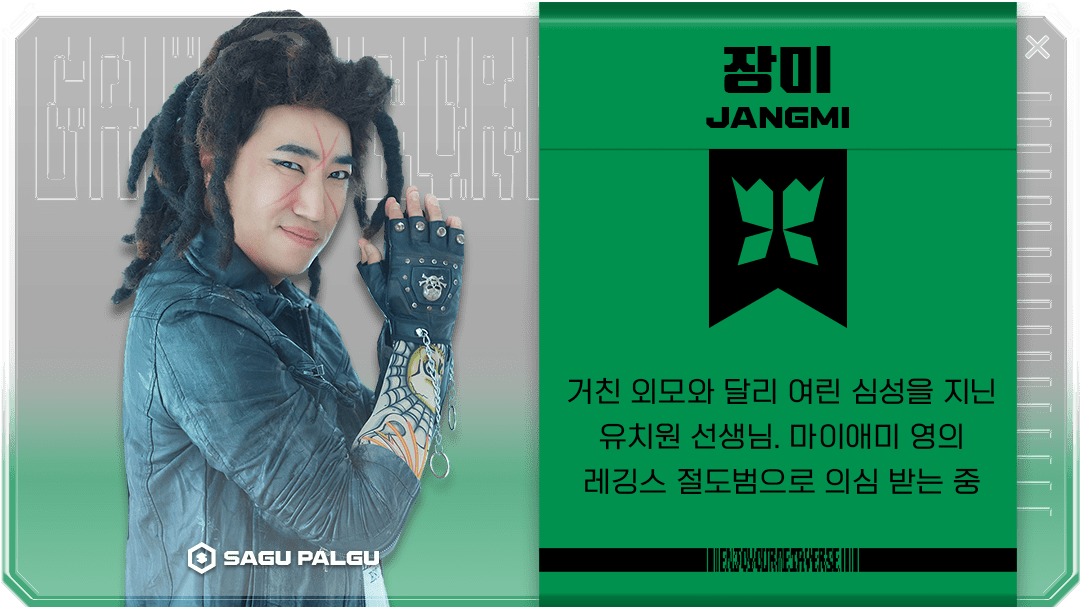 장미
JANGMI
거친 외모와 달리 여린 심성을 지닌
유치원 선생님. 마이애미 영의
레깅스 절도범으로 의심 받는 중
SAGU PALGU
ENJOYYOURMETAVERSE